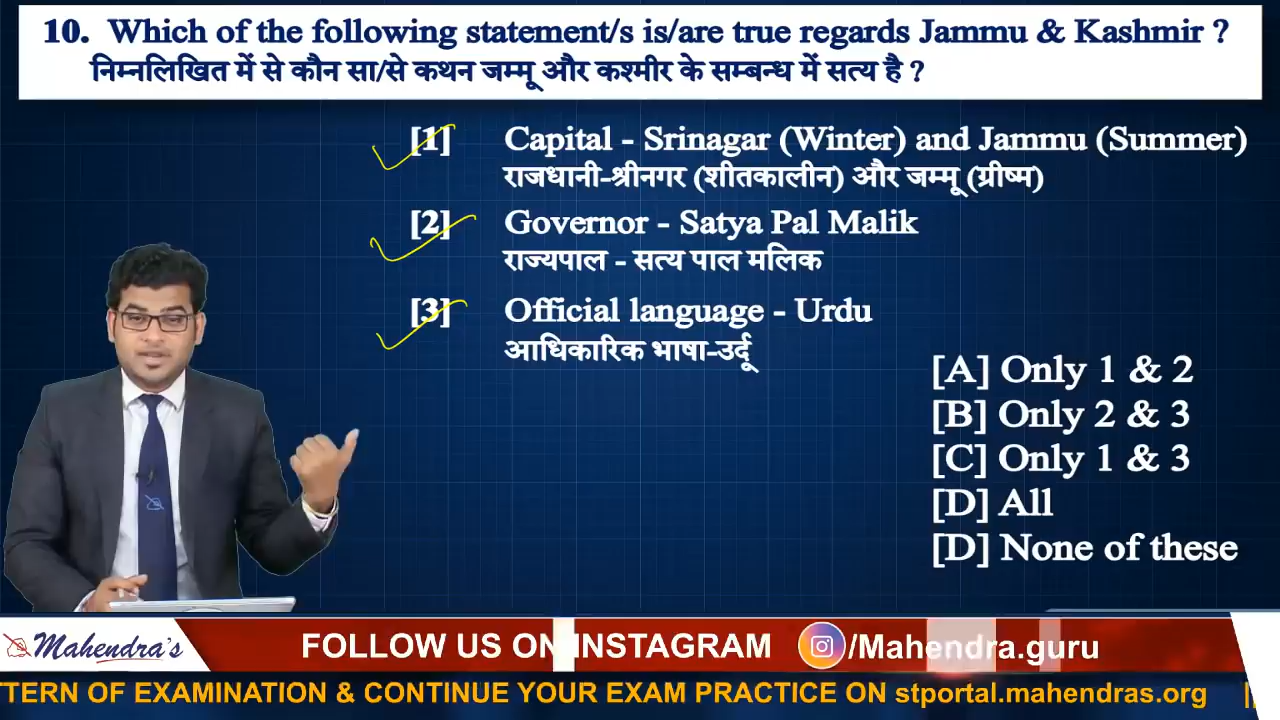 10. Which of the following statement/s is/are true regards Jammu & Kashmir ?
निम्नलिखित में से कौन सा/से कथन जम्मू और कश्मीर के सम्बन्ध में सत्य है ?
[1] Capital - Srinagar (Winter) and Jammu (Summer)
राजधानी-श्रीनगर (शीतकालीन) और जम्मू (ग्रीष्म)
[2] Governor - Satya Pal Malik
राज्यपाल - सत्य पाल मलिक
[3] Official language - Urdu
आधिकारिक भाषा-उर्दू
[A] Only 1 & 2
[B] Only 2 & 3
[C] Only 1 & 3
[D] All
[D] None of these
Mahendra's
FOLLOW US ON INSTAGRAM /Mahendra.guru
TTERN OF EXAMINATION & CONTINUE YOUR EXAM PRACTICE ON stportal.mahendras.org